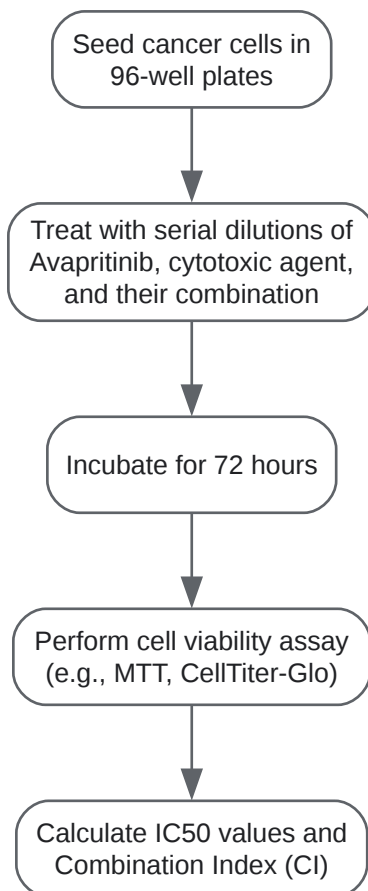 Seed cancer cells in
96-well plates
Treat with serial dilutions of
Avapritinib, cytotoxic agent,
and their combination
Incubate for 72 hours
Perform cell viability assay
(e.g., MTT, CellTiter-Glo)
Calculate IC50 values and
Combination Index (CI)